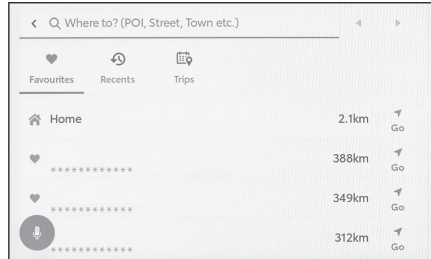 Where to? (POI, Street, Town etc.)
Favourites Recents Trips
Home 2.1km Go
************ 388km Go
************ 349km Go
************ 312km Go